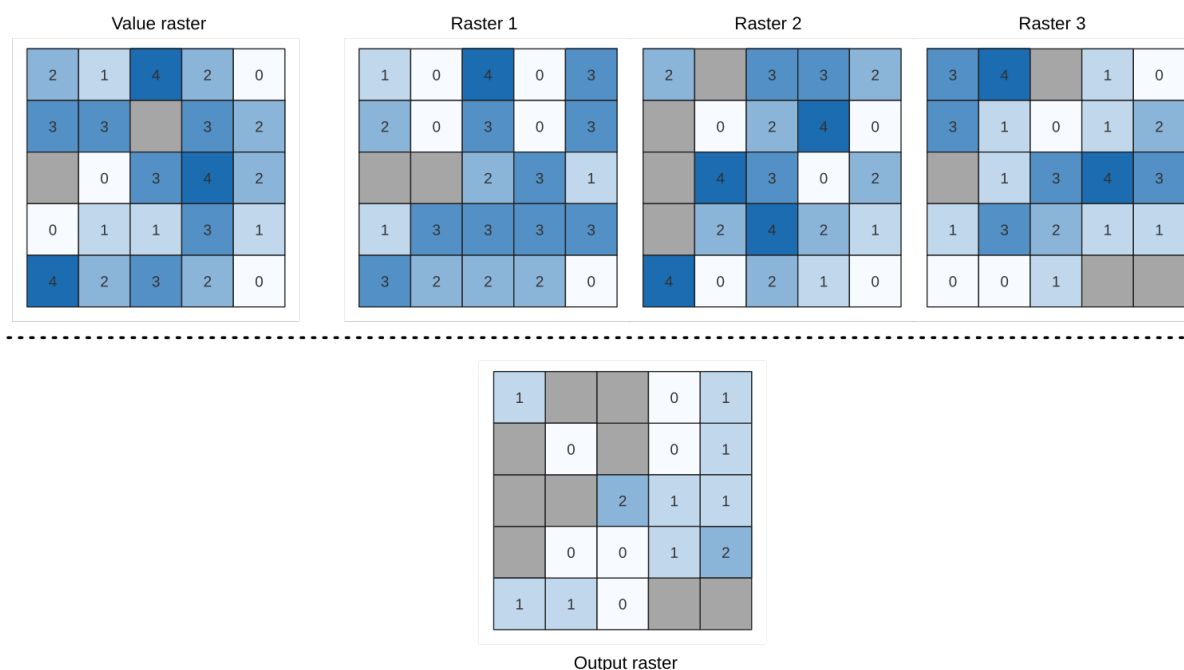 Value raster Raster 1 Raster 2 Raster 3
2 1 4 2 0 1 0 4 0 3 2 3 3 2 3 4 1 0
3 3 3 2 2 0 3 0 3 0 2 4 0 3 1 0 1 2
0 3 4 2 2 3 1 4 3 0 2 1 3 4 3
0 1 1 3 1 1 3 3 3 3 2 4 2 1 1 3 2 1 1
4 2 3 2 0 3 2 2 2 0 4 0 2 1 0 0 0 1
1 0 1
0 0 1
2 1 1
0 0 1 2
1 1 0
Output raster